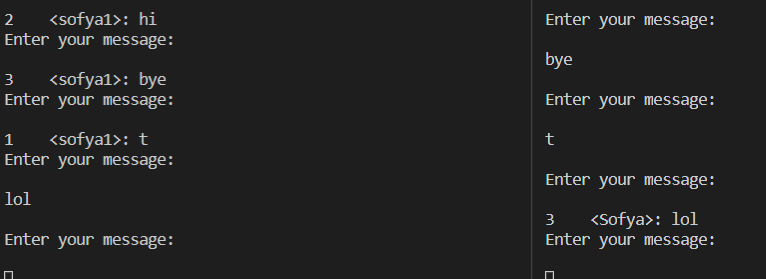 2    <sofya1>: hi
Enter your message:
3    <sofya1>: bye
Enter your message:
1    <sofya1>: t
Enter your message:
lol
Enter your message:
Enter your message:
bye
Enter your message:
t
Enter your message:
3    <Sofya>: lol
Enter your message: